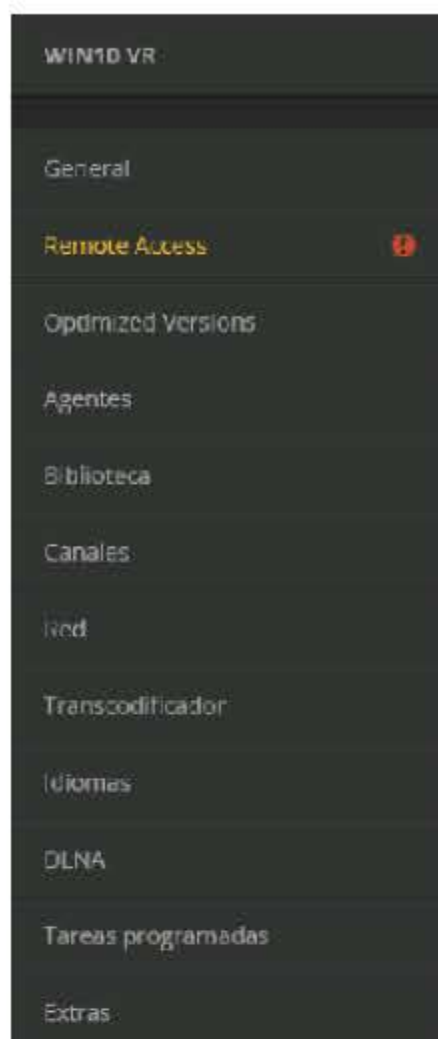 WIN10 VR
General
Remote Access
Optimized Versions
Agentes
Biblioteca
Canales
Red
Transcodificador
Idiomas
DLNA
Tareas programadas
Extras